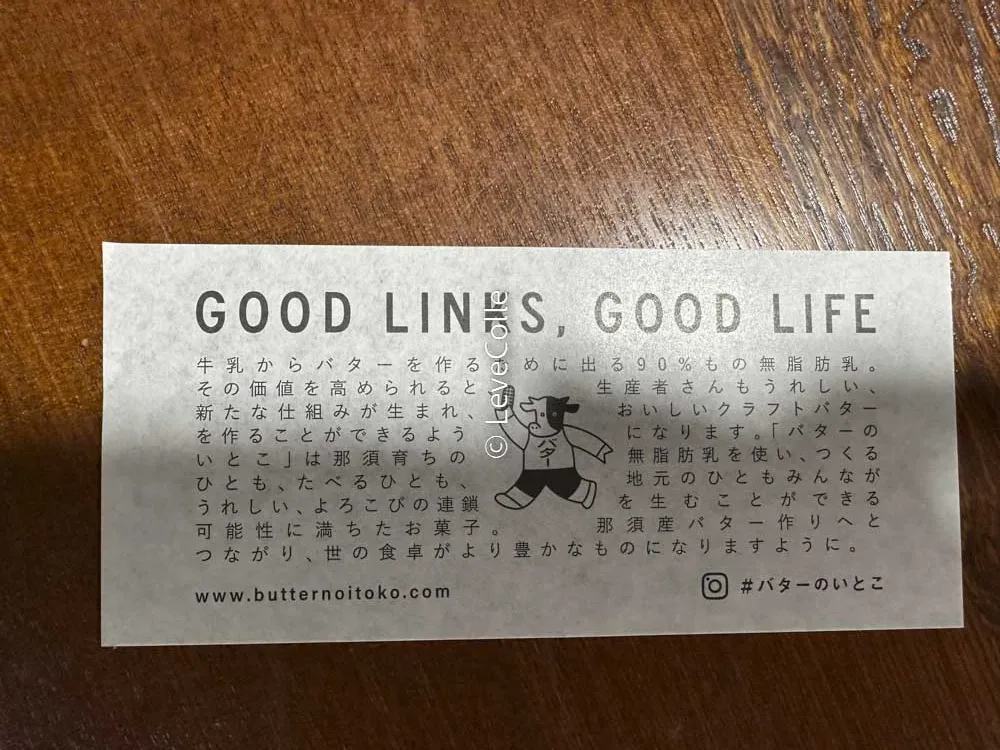 GOOD LINKS, GOOD LIFE
牛乳からバターを作るために出る90%もの無脂肪乳。
その価値を高められると生産者さんもうれしい、
新たな仕組みが生まれ、おいしいクラフトバター
を作ることができるようになります。「バターの
いとこ」は那須育ちの無脂肪乳を使い、つくる
ひとも、たべるひとも、地元のひともみんなが
うれしい、よろこびの連鎖を生むことができる
可能性に満ちたお菓子。那須産バター作りへと
つながり、世の食卓がより豊かなものになりますように。
バター
www.butternoitoko.com
#バターのいとこ
© LeveColle